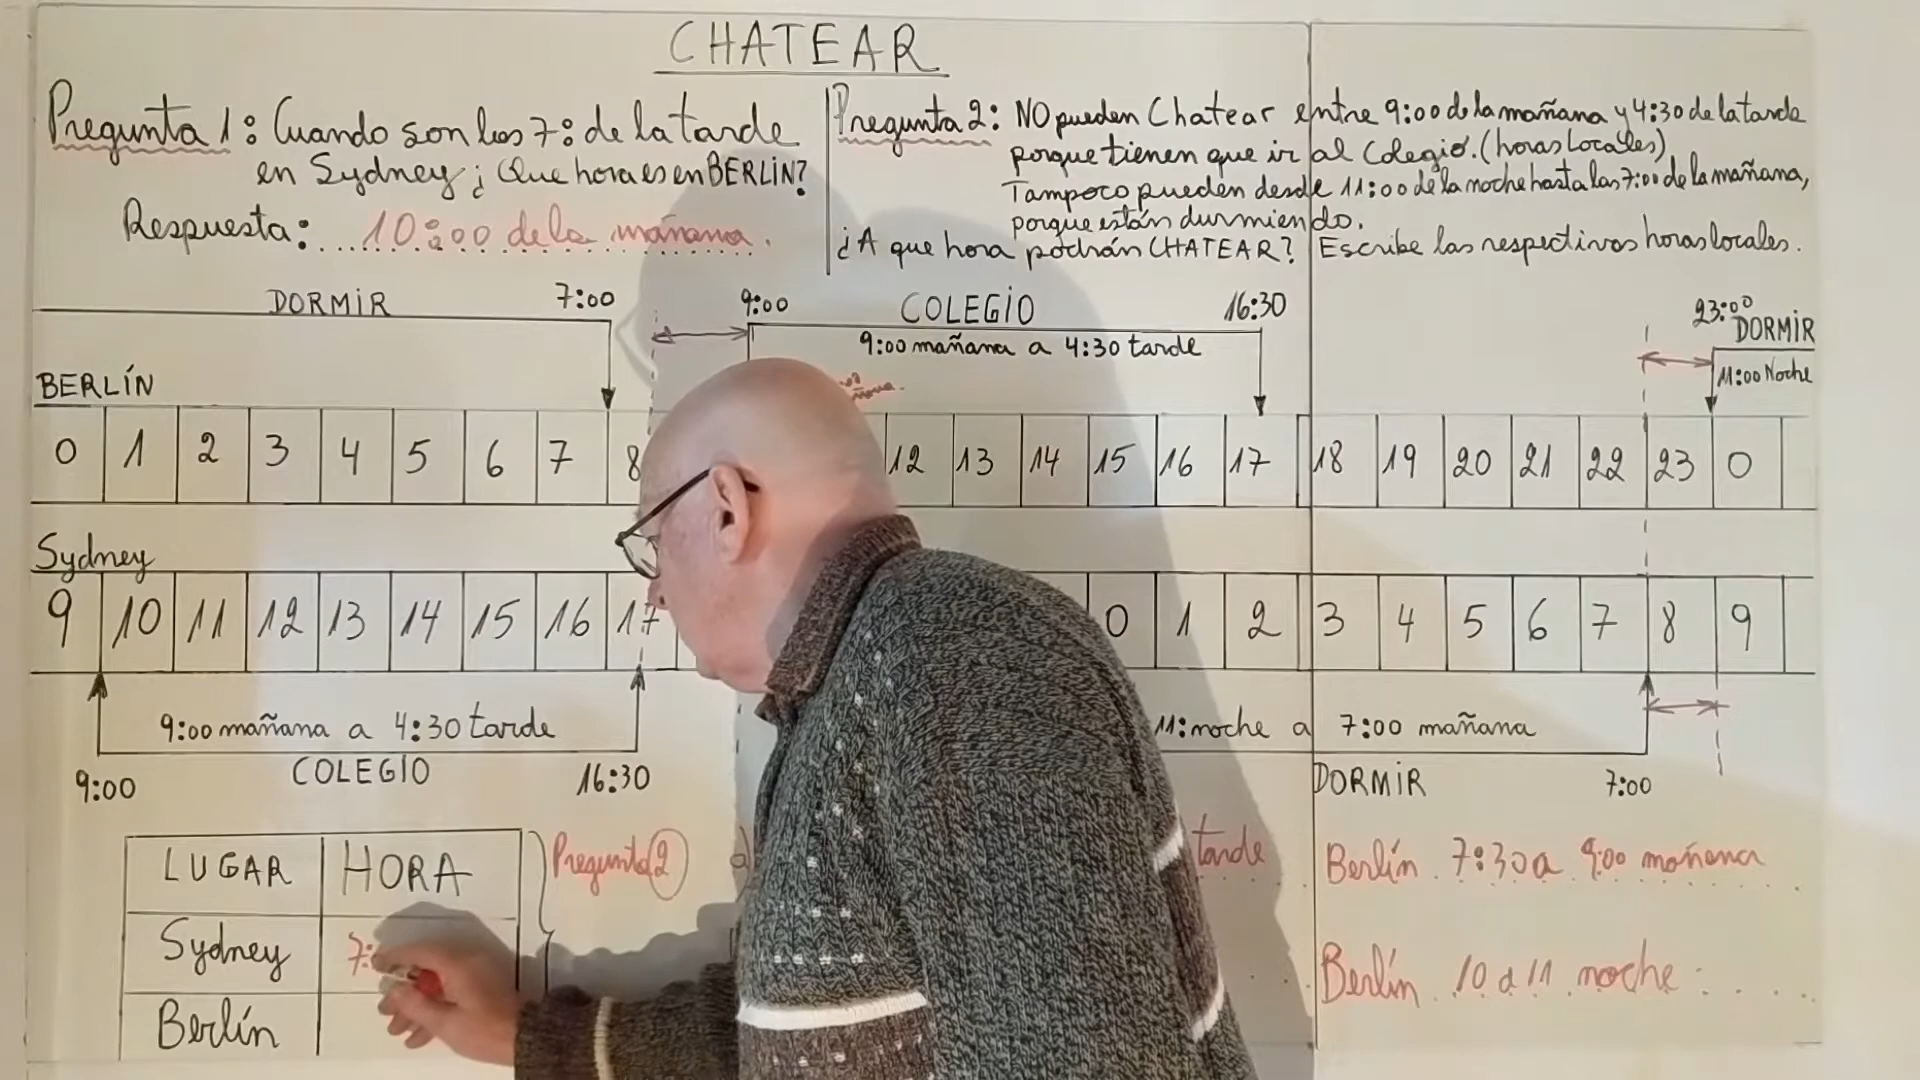 CHATEAR
Pregunta 1: Cuando son las 7: de la tarde
en Sydney ¿Que hora es en BERLIN?
Respuesta: 10:00 de la mañana.
Pregunta 2: NO pueden Chatear entre 9:00 de la mañana y 4:30 de la tarde
porque tienen que ir al Colegio. (horas Locales)
Tampoco pueden desde 11:00 de la noche hasta las 7:00 de la mañana,
porque están durmiendo.
¿A que hora podrán CHATEAR? Escribe las respectivas horas locales.
DORMIR 7:00 9:00 COLEGIO 16:30 23:00 DORMIR
9:00 mañana a 4:30 tarde 11:00 Noche
BERLÍN
0 1 2 3 4 5 6 7 8 12 13 14 15 16 17 18 19 20 21 22 23 0
Sydney
9 10 11 12 13 14 15 16 17 0 1 2 3 4 5 6 7 8 9
9:00 mañana a 4:30 tarde 11: noche a 7:00 mañana
9:00 COLEGIO 16:30 DORMIR 7:00
LUGAR HORA
Sydney 7:
Berlín
Pregunta 2 a) tarde Berlín 7:30 a 9:00 mañana
Berlín 10 a 11 noche